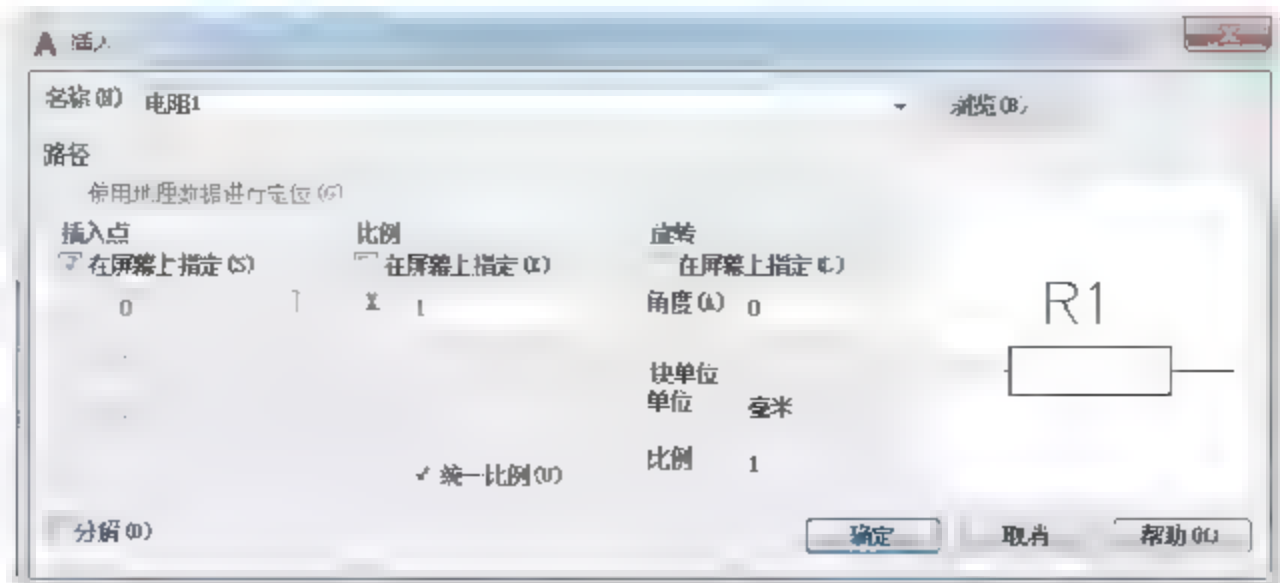 插入
名称(N) 电阻1 浏览(B)
路径
使用地理数据进行定位(G)
插入点 比例 旋转
在屏幕上指定(S) 在屏幕上指定(E) 在屏幕上指定(C)
0 X 1 角度(A) 0
R1
块单位
单位 毫米
统一比例(U) 比例 1
分解(D) 确定 取消 帮助(H)